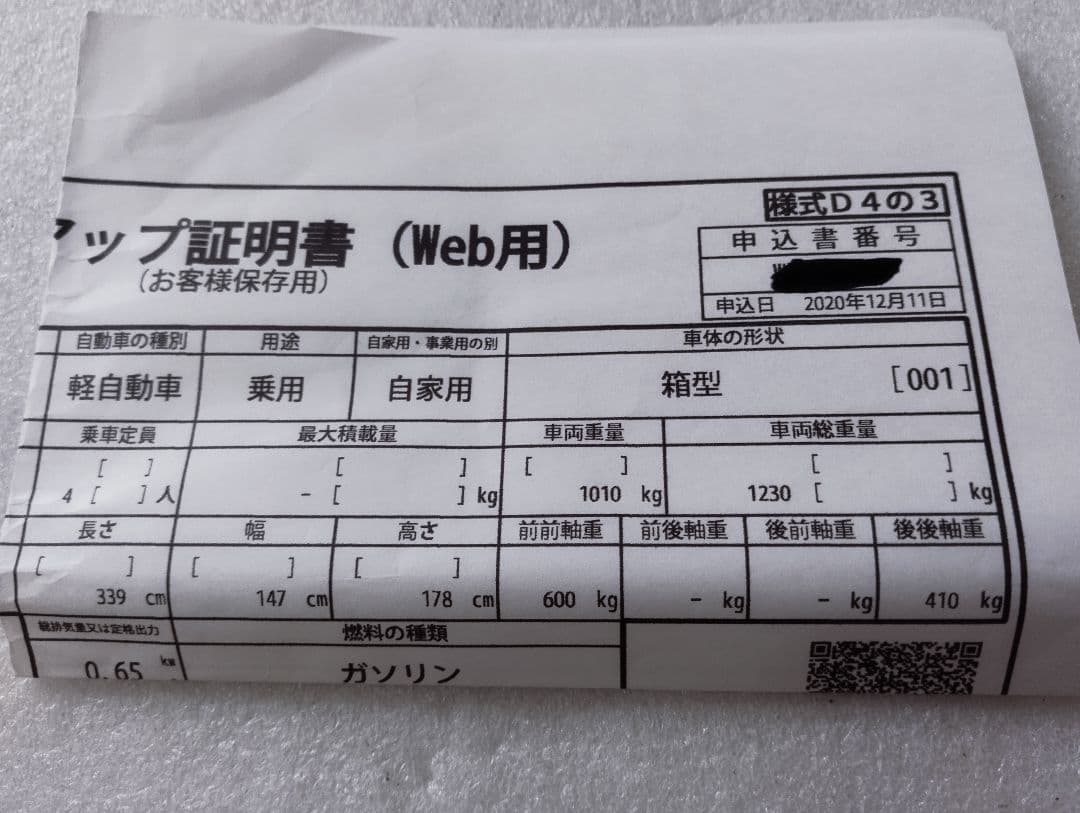 様式D4の3
アップ証明書（Web用）
（お客様保存用）
申込書番号
申込日 2020年12月11日
自動車の種別 用途 自家用・事業用の別 車体の形状
軽自動車 乗用 自家用 箱型 [001]
乗車定員 最大積載量 車両重量 車両総重量
[ ] [ ] [ ] [ ]
4 [ ]人 - [ ]kg 1010 kg 1230 [ ]kg
長さ 幅 高さ 前前軸重 前後軸重 後前軸重 後後軸重
[ ] [ ] [ ]
339 cm 147 cm 178 cm 600 kg - kg - kg 410 kg
総排気量又は定格出力 燃料の種類
0.65 kw ガソリン